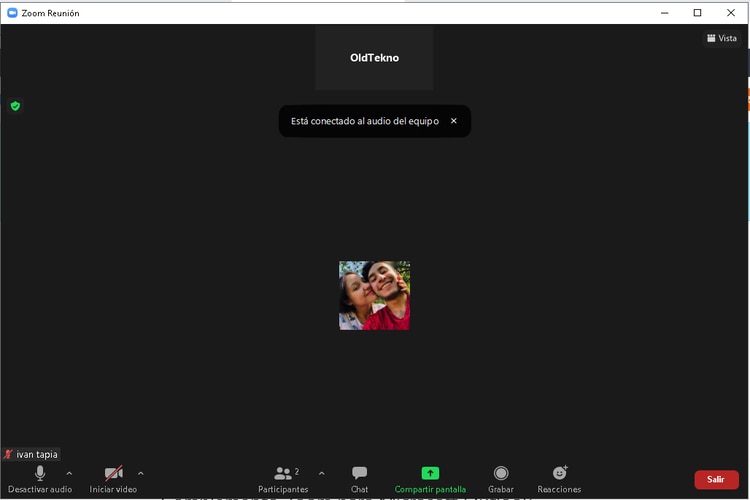 Zoom Reunión
Vista
OldTekno
Está conectado al audio del equipo
ivan tapia
2
Desactivar audio
Iniciar video
Participantes
Chat
Compartir pantalla
Grabar
Reacciones
Salir